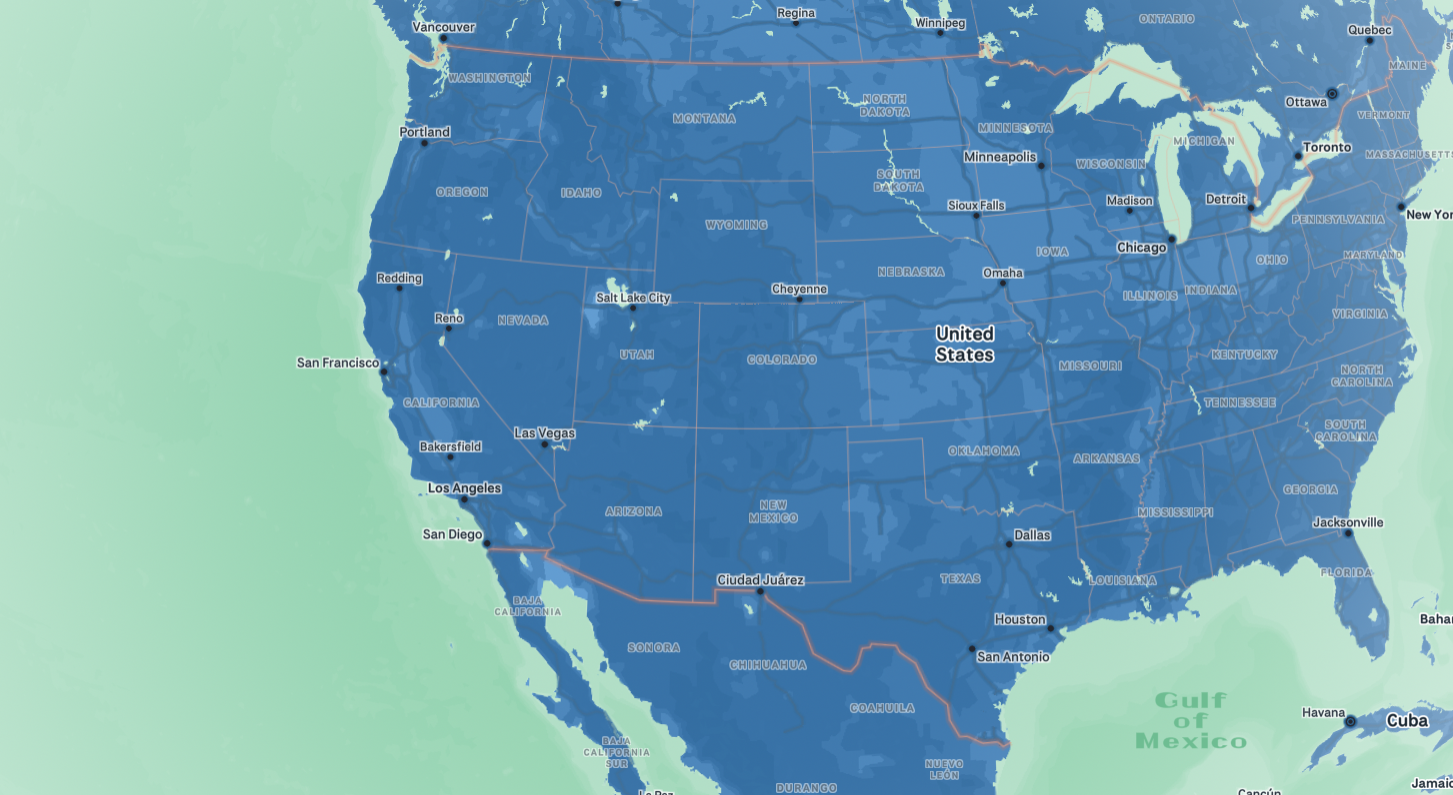 Regina
Winnipeg
ONTARIO
Vancouver
Quebec
MAINE
WASHINGTON
Ottawa
NORTH
DAKOTA
MONTANA
VERMONT
MINNESOTA
Portland
MICHIGAN
Toronto
Minneapolis
WISCONSIN
MASSACHUSETTS
SOUTH
DAKOTA
OREGON
IDAHO
Sioux Falls
Madison
Detroit
New Yor
PENNSYLVANIA
WYOMING
Chicago
IOWA
MARYLAND
OHIO
Redding
NEBRASKA
Omaha
Cheyenne
ILLINOIS
INDIANA
Salt Lake City
Reno
NEVADA
VIRGINIA
United
States
UTAH
COLORADO
KENTUCKY
San Francisco
MISSOURI
NORTH
CAROLINA
CALIFORNIA
TENNESSEE
SOUTH
CAROLINA
Las Vegas
Bakersfield
OKLAHOMA
ARKANSAS
Los Angeles
GEORGIA
ARIZONA
NEW
MEXICO
MISSISSIPPI
Jacksonville
San Diego
Dallas
FLORIDA
Ciudad Juárez
TEXAS
LOUISIANA
BAJA
CALIFORNIA
Houston
Baha
SONORA
San Antonio
CHIHUAHUA
COAHUILA
Gulf
of
Mexico
Havana
Cuba
BAJA
CALIFORNIA
SUR
NUEVO
LEÓN
DURANGO
Jamaic
La Paz
Cancún